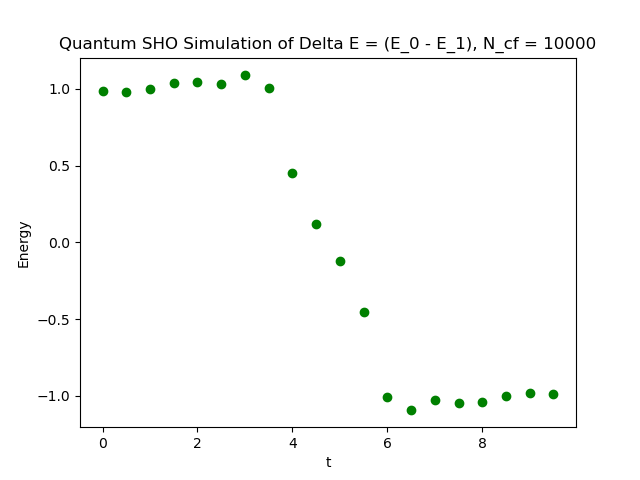 Quantum SHO Simulation of Delta E = (E_0 - E_1), N_cf = 10000
1.0
0.5
0.0
−0.5
−1.0
Energy
0 2 4 6 8
t